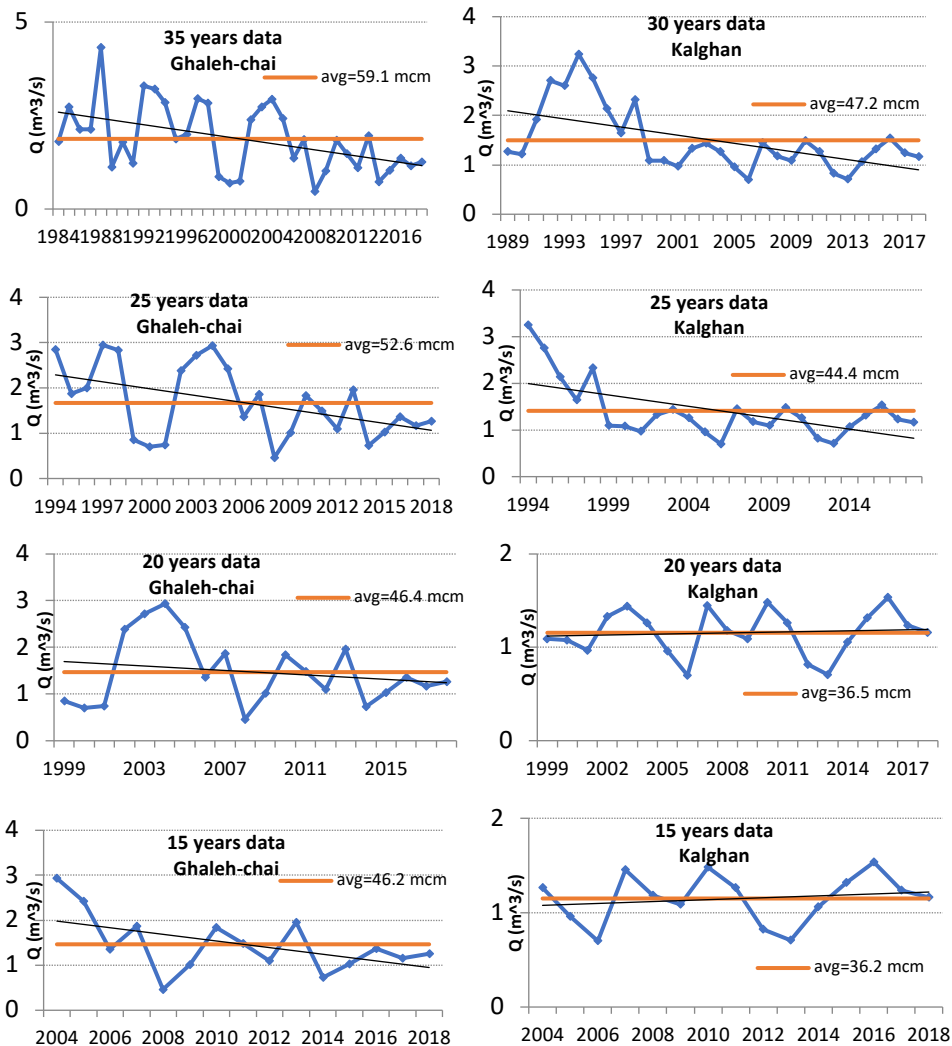 35 years data
Ghaleh-chai
avg=59.1 mcm
Q (m^3/s)
5
0
1984 1988 1992 1996 2000 2004 2008 2012 2016
30 years data
Kalghan
avg=47.2 mcm
Q (m^3/s)
4
3
2
1
0
1989 1993 1997 2001 2005 2009 2013 2017
25 years data
Ghaleh-chai
avg=52.6 mcm
Q (m^3/s)
4
3
2
1
0
1994 1997 2000 2003 2006 2009 2012 2015 2018
25 years data
Kalghan
avg=44.4 mcm
Q (m^3/s)
4
3
2
1
0
1994 1999 2004 2009 2014
20 years data
Ghaleh-chai
avg=46.4 mcm
Q (m^3/s)
4
3
2
1
0
1999 2003 2007 2011 2015
20 years data
Kalghan
avg=36.5 mcm
Q (m^3/s)
2
1
0
1999 2002 2005 2008 2011 2014 2017
15 years data
Ghaleh-chai
avg=46.2 mcm
Q (m^3/s)
4
3
2
1
0
2004 2006 2008 2010 2012 2014 2016 2018
15 years data
Kalghan
avg=36.2 mcm
Q (m^3/s)
2
1
0
2004 2006 2008 2010 2012 2014 2016 2018